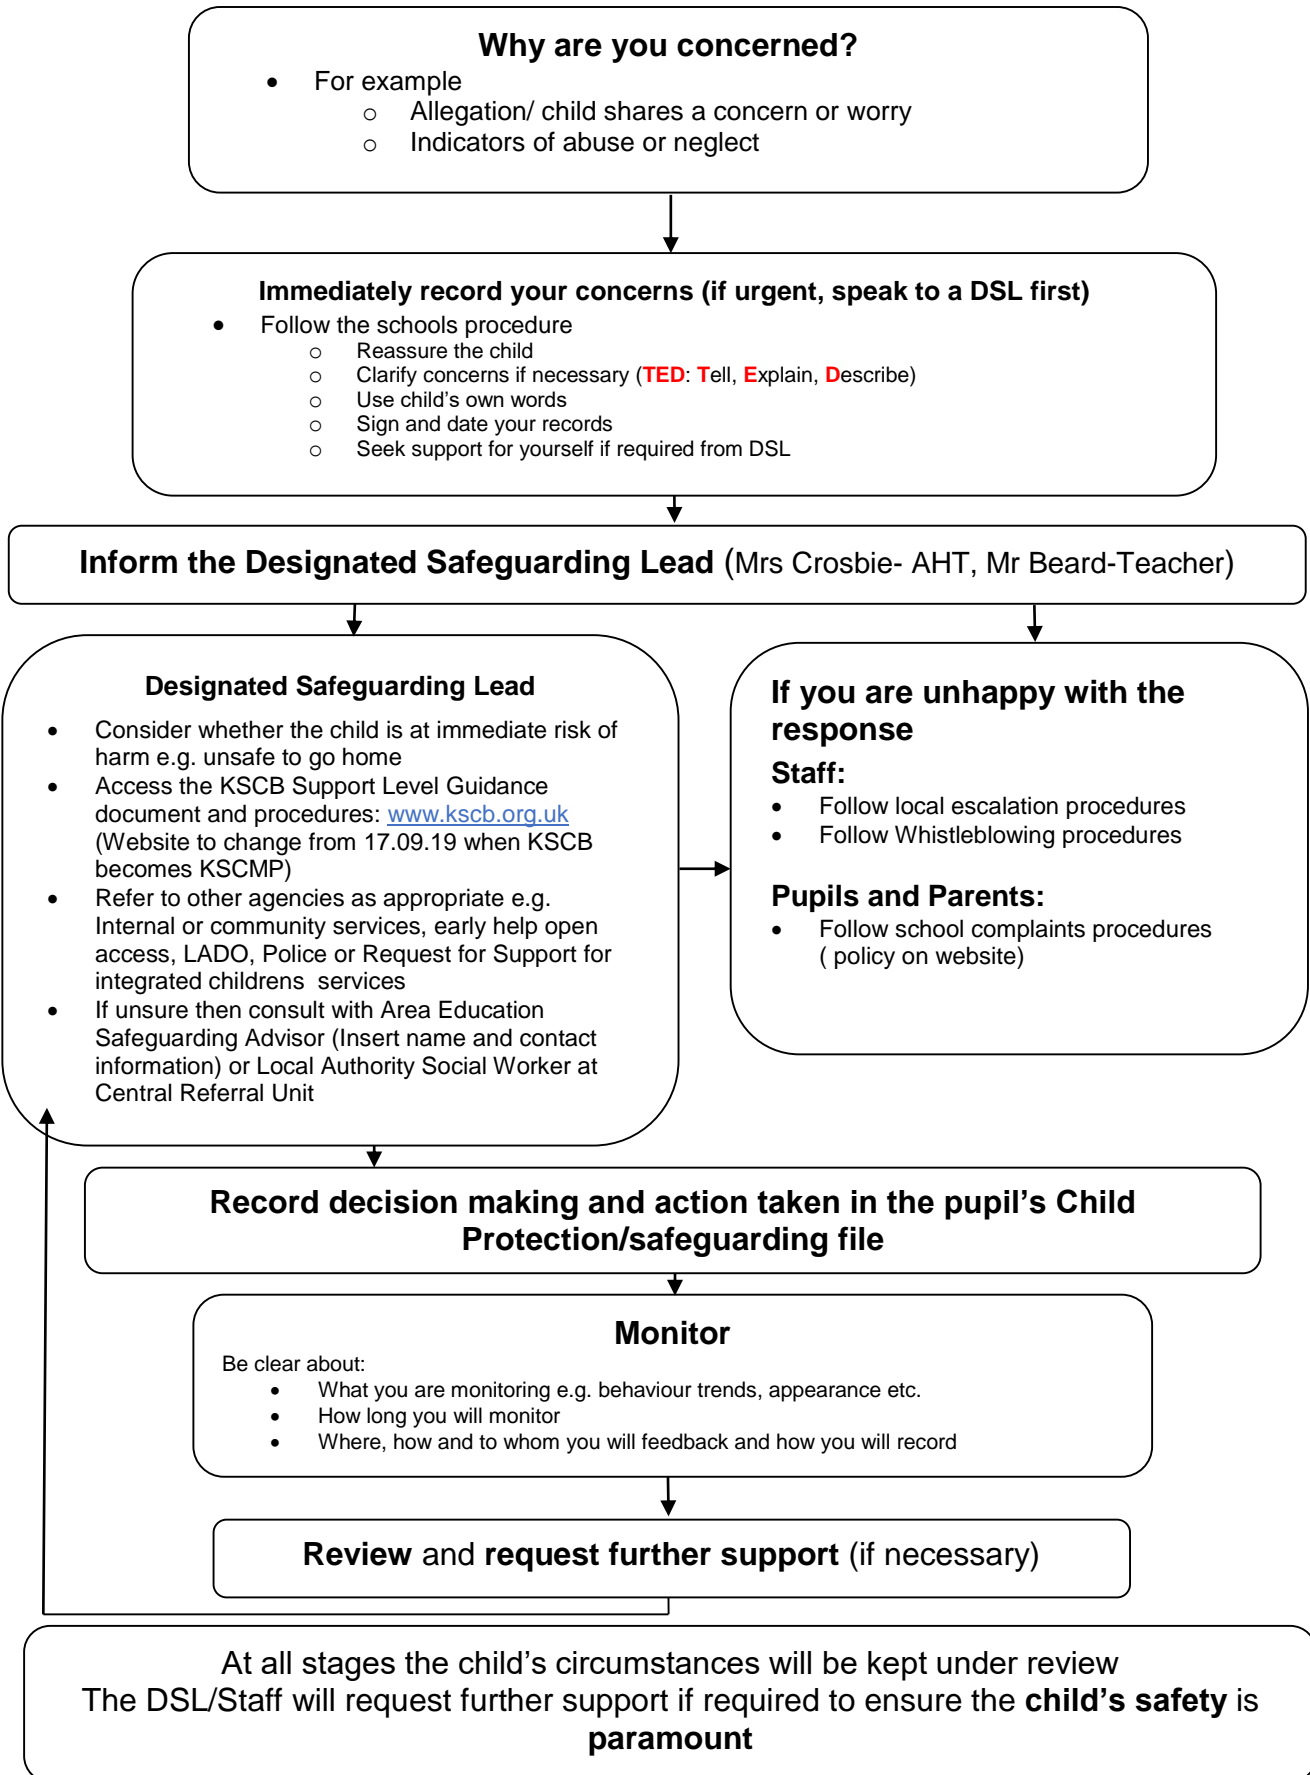 Why are you concerned?
• For example
o Allegation/ child shares a concern or worry
o Indicators of abuse or neglect
Immediately record your concerns (if urgent, speak to a DSL first)
• Follow the schools procedure
o Reassure the child
o Clarify concerns if necessary (TED: Tell, Explain, Describe)
o Use child’s own words
o Sign and date your records
o Seek support for yourself if required from DSL
Inform the Designated Safeguarding Lead (Mrs Crosbie- AHT, Mr Beard-Teacher)
Designated Safeguarding Lead
• Consider whether the child is at immediate risk of
harm e.g. unsafe to go home
• Access the KSCB Support Level Guidance
document and procedures: www.kscb.org.uk
(Website to change from 17.09.19 when KSCB
becomes KSCMP)
• Refer to other agencies as appropriate e.g.
Internal or community services, early help open
access, LADO, Police or Request for Support for
integrated childrens  services
• If unsure then consult with Area Education
Safeguarding Advisor (Insert name and contact
information) or Local Authority Social Worker at
Central Referral Unit
If you are unhappy with the
response
Staff:
• Follow local escalation procedures
• Follow Whistleblowing procedures
Pupils and Parents:
• Follow school complaints procedures
( policy on website)
Record decision making and action taken in the pupil’s Child
Protection/safeguarding file
Monitor
Be clear about:
• What you are monitoring e.g. behaviour trends, appearance etc.
• How long you will monitor
• Where, how and to whom you will feedback and how you will record
Review and request further support (if necessary)
At all stages the child’s circumstances will be kept under review
The DSL/Staff will request further support if required to ensure the child’s safety is
paramount